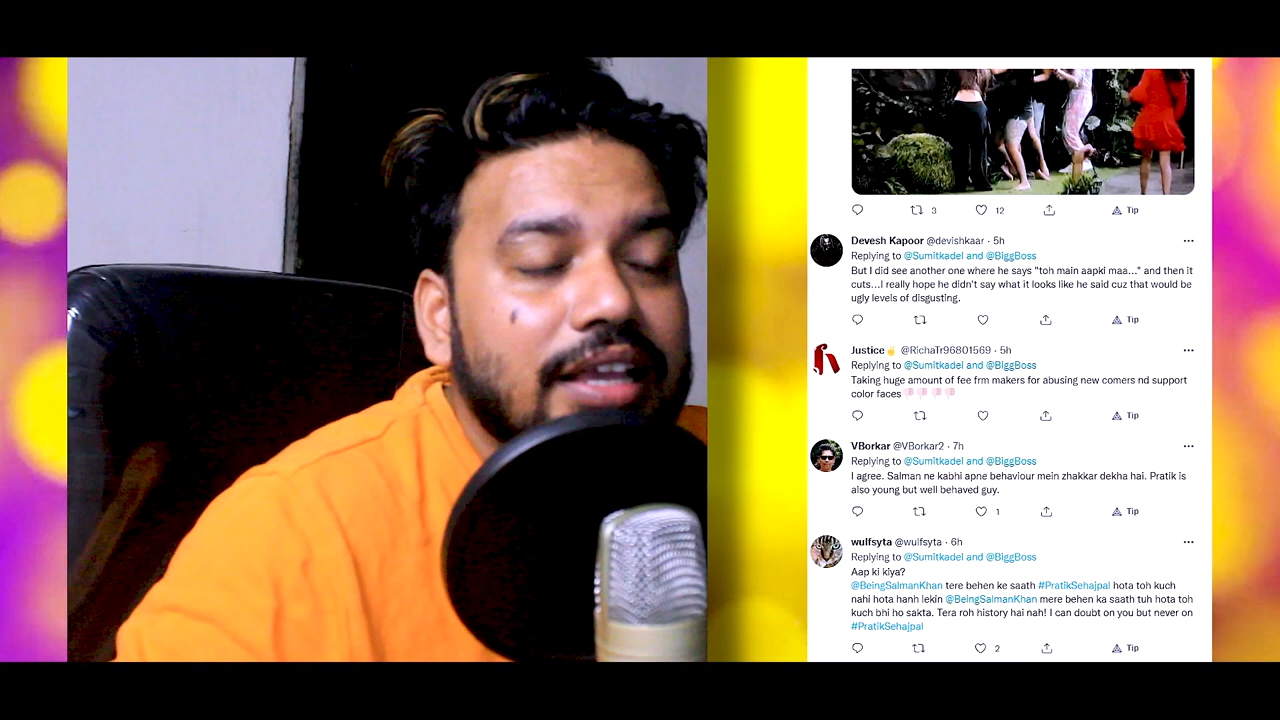 3 12 Tip
Devesh Kapoor @devishkaar · 5h
Replying to @Sumitkadel and @BiggBoss
But I did see another one where he says "toh main aapki maa..." and then it
cuts...I really hope he didn't say what it looks like he said cuz that would be
ugly levels of disgusting.
Tip
Justice✌ @RichaTr96801569 · 5h
Replying to @Sumitkadel and @BiggBoss
Taking huge amount of fee frm makers for abusing new comers nd support
color faces👎👎👎👎
Tip
VBorkar @VBorkar2 · 7h
Replying to @Sumitkadel and @BiggBoss
I agree. Salman ne kabhi apne behaviour mein zhakkar dekha hai. Pratik is
also young but well behaved guy.
1 Tip
wulfsyta @wulfsyta · 6h
Replying to @Sumitkadel and @BiggBoss
Aap ki kiya?
@BeingSalmanKhan tere behen ke saath #PratikSehajpal hota toh kuch
nahi hota hanh lekin @BeingSalmanKhan mere behen ka saath tuh hota toh
kuch bhi ho sakta. Tera roh history hai nah! I can doubt on you but never on
#PratikSehajpal
2 Tip